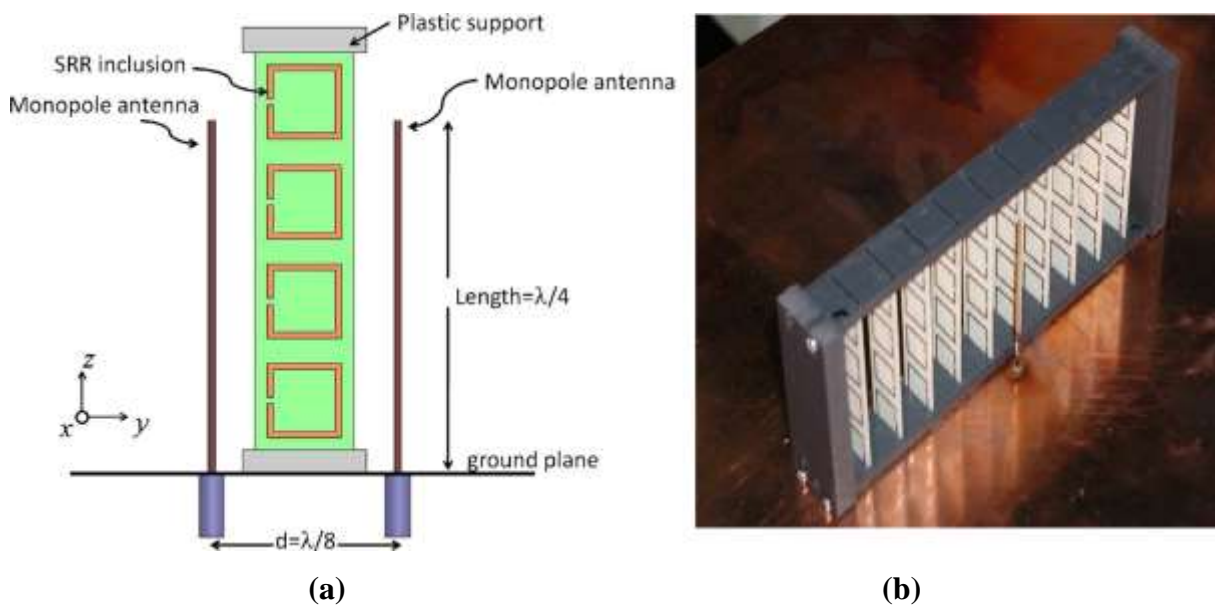 Plastic support
SRR inclusion
Monopole antenna
Monopole antenna
Length=λ/4
z
x
y
ground plane
d=λ/8
(a)
(b)